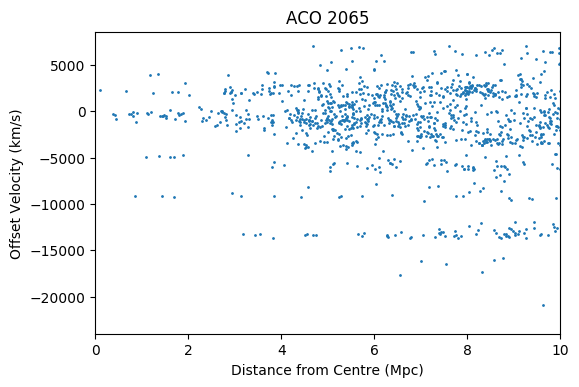 ACO 2065
Offset Velocity (km/s)
5000
0
−5000
−10000
−15000
−20000
0 2 4 6 8 10
Distance from Centre (Mpc)